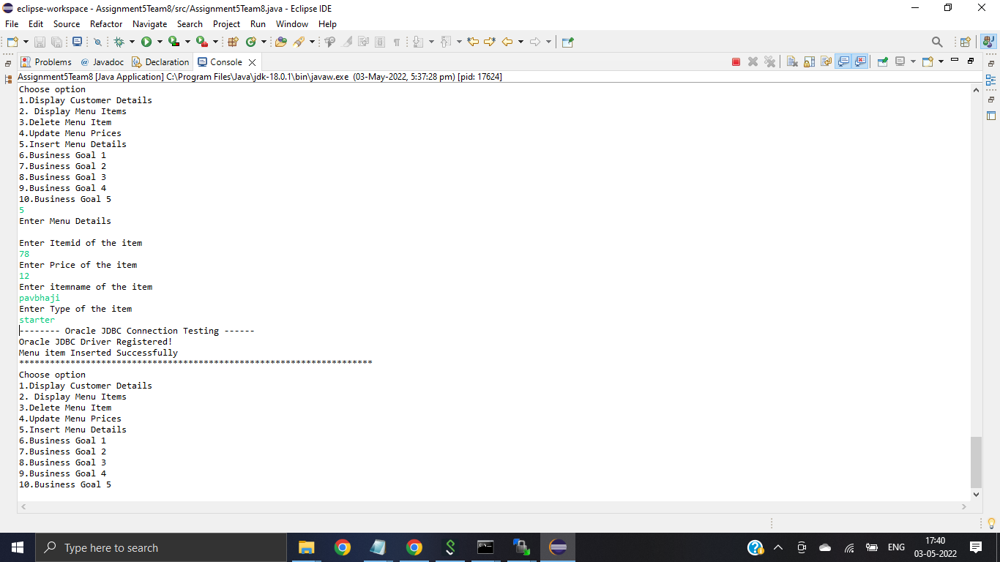 eclipse-workspace - Assignment5Team8/src/Assignment5Team8.java - Eclipse IDE
File Edit Source Refactor Navigate Search Project Run Window Help
Problems @ Javadoc Declaration Console
Assignment5Team8 [Java Application] C:\Program Files\Java\jdk-18.0.1\bin\javaw.exe (03-May-2022, 5:37:28 pm) [pid: 17624]
Choose option
1.Display Customer Details
2. Display Menu Items
3.Delete Menu Item
4.Update Menu Prices
5.Insert Menu Details
6.Business Goal 1
7.Business Goal 2
8.Business Goal 3
9.Business Goal 4
10.Business Goal 5
5
Enter Menu Details
Enter Itemid of the item
78
Enter Price of the item
12
Enter itemname of the item
pavbhaji
Enter Type of the item
starter
-------- Oracle JDBC Connection Testing ------
Oracle JDBC Driver Registered!
Menu item Inserted Successfully
*********************************************************************
Choose option
1.Display Customer Details
2. Display Menu Items
3.Delete Menu Item
4.Update Menu Prices
5.Insert Menu Details
6.Business Goal 1
7.Business Goal 2
8.Business Goal 3
9.Business Goal 4
10.Business Goal 5
Type here to search
ENG
17:40
03-05-2022